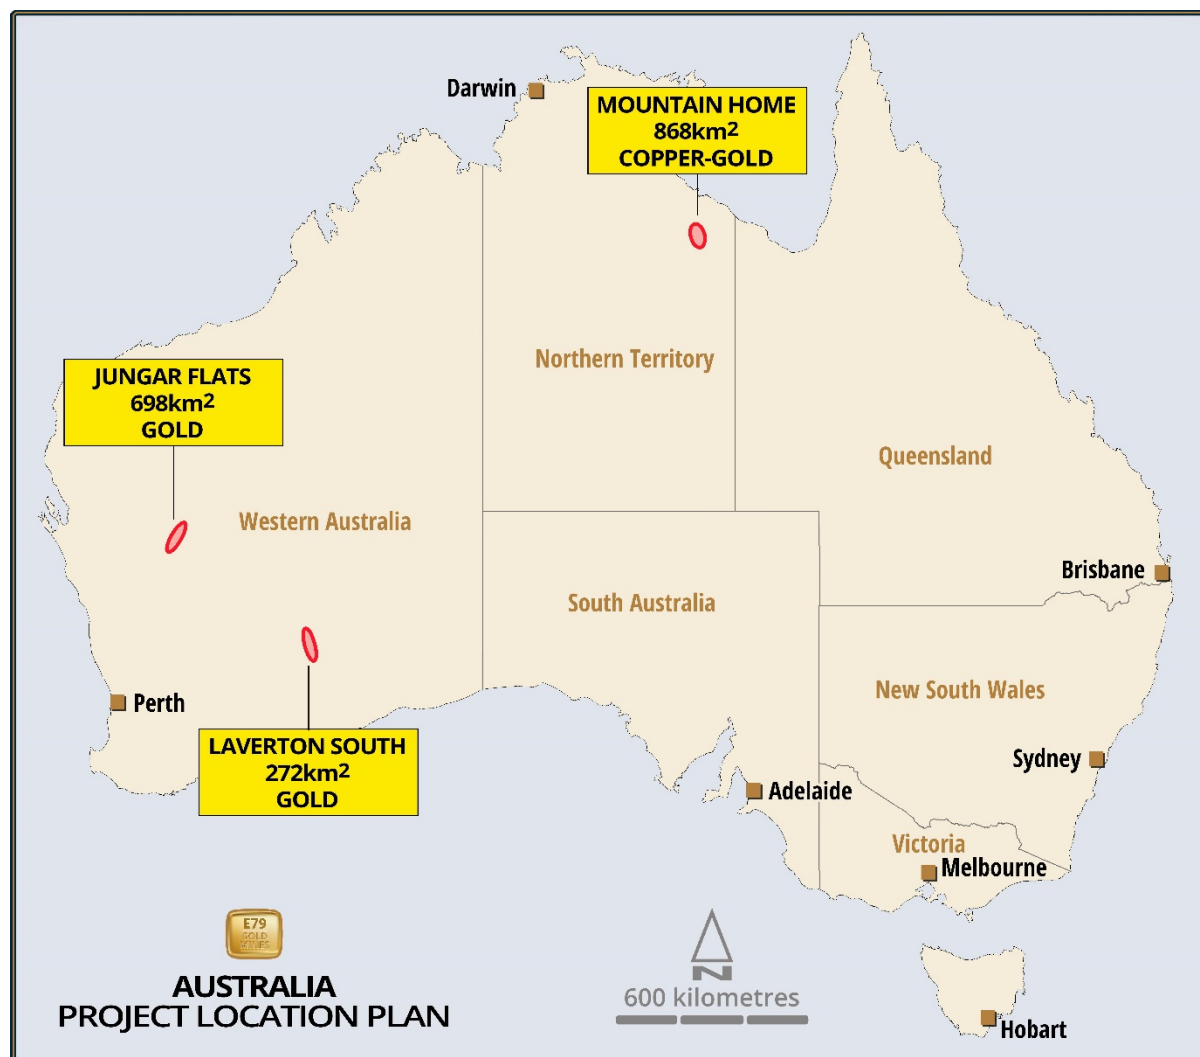 Darwin
MOUNTAIN HOME
868km²
COPPER-GOLD
JUNGAR FLATS
698km²
GOLD
Northern Territory
Queensland
Western Australia
Brisbane
South Australia
New South Wales
Perth
LAVERTON SOUTH
272km²
GOLD
Sydney
Adelaide
Victoria
Melbourne
E79
GOLD
MINES
AUSTRALIA
PROJECT LOCATION PLAN
N
600 kilometres
Hobart